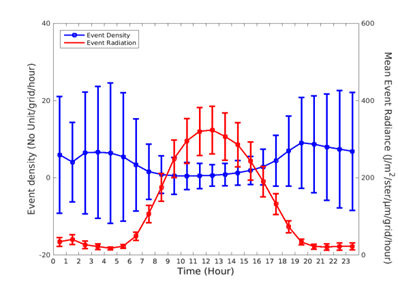 40
20
0
-20
Event density (No Unit/grid/hour)
Event Density
Event Radiation
600
400
200
0
Mean Event Radiance (J/m²/ster/μm/grid/hour)
0 1 2 3 4 5 6 7 8 9 10 11 12 13 14 15 16 17 18 19 20 21 22 23
Time (Hour)